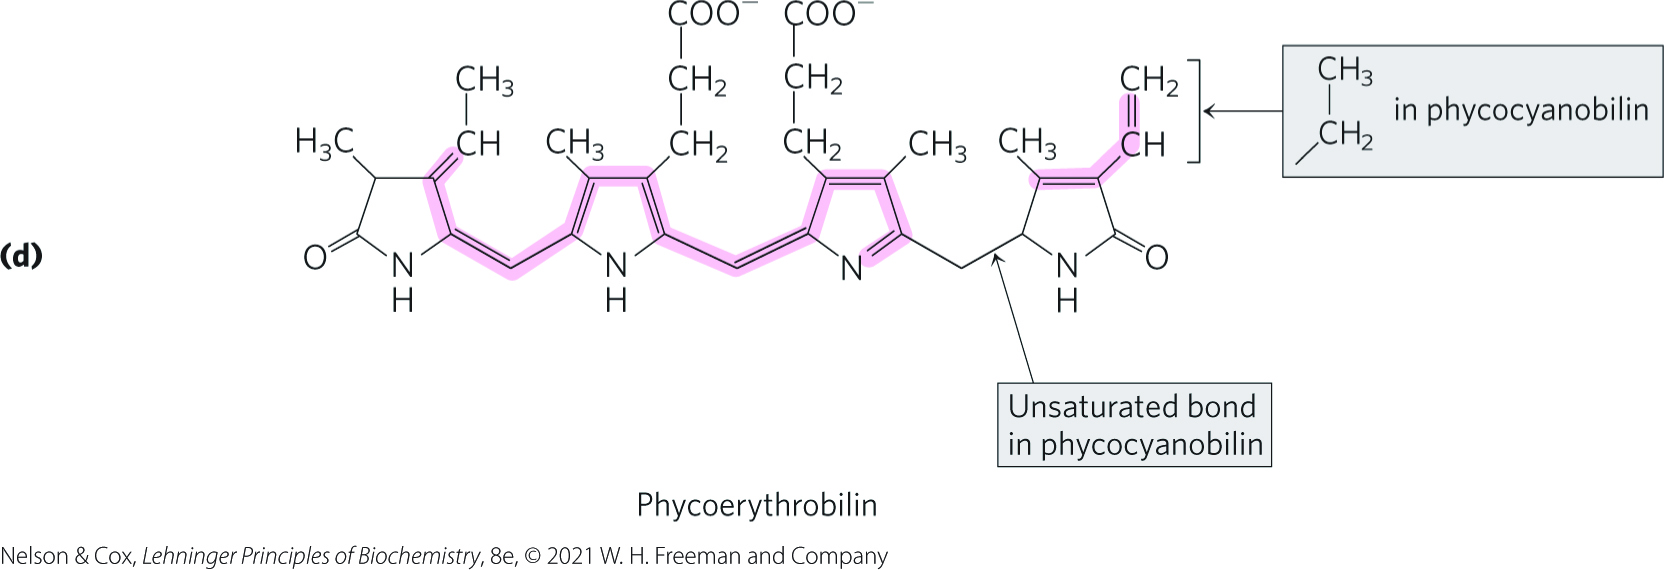 COO⁻ COO⁻
CH₃ CH₂ CH₂ CH₂ CH₃
in phycocyanobilin
H₃C CH CH₃ CH₂ CH₂ CH₃ CH₃ CH CH₂
(d) O N N N N O
H H H
Unsaturated bond
in phycocyanobilin
Phycoerythrobilin
Nelson & Cox, Lehninger Principles of Biochemistry, 8e, © 2021 W. H. Freeman and Company